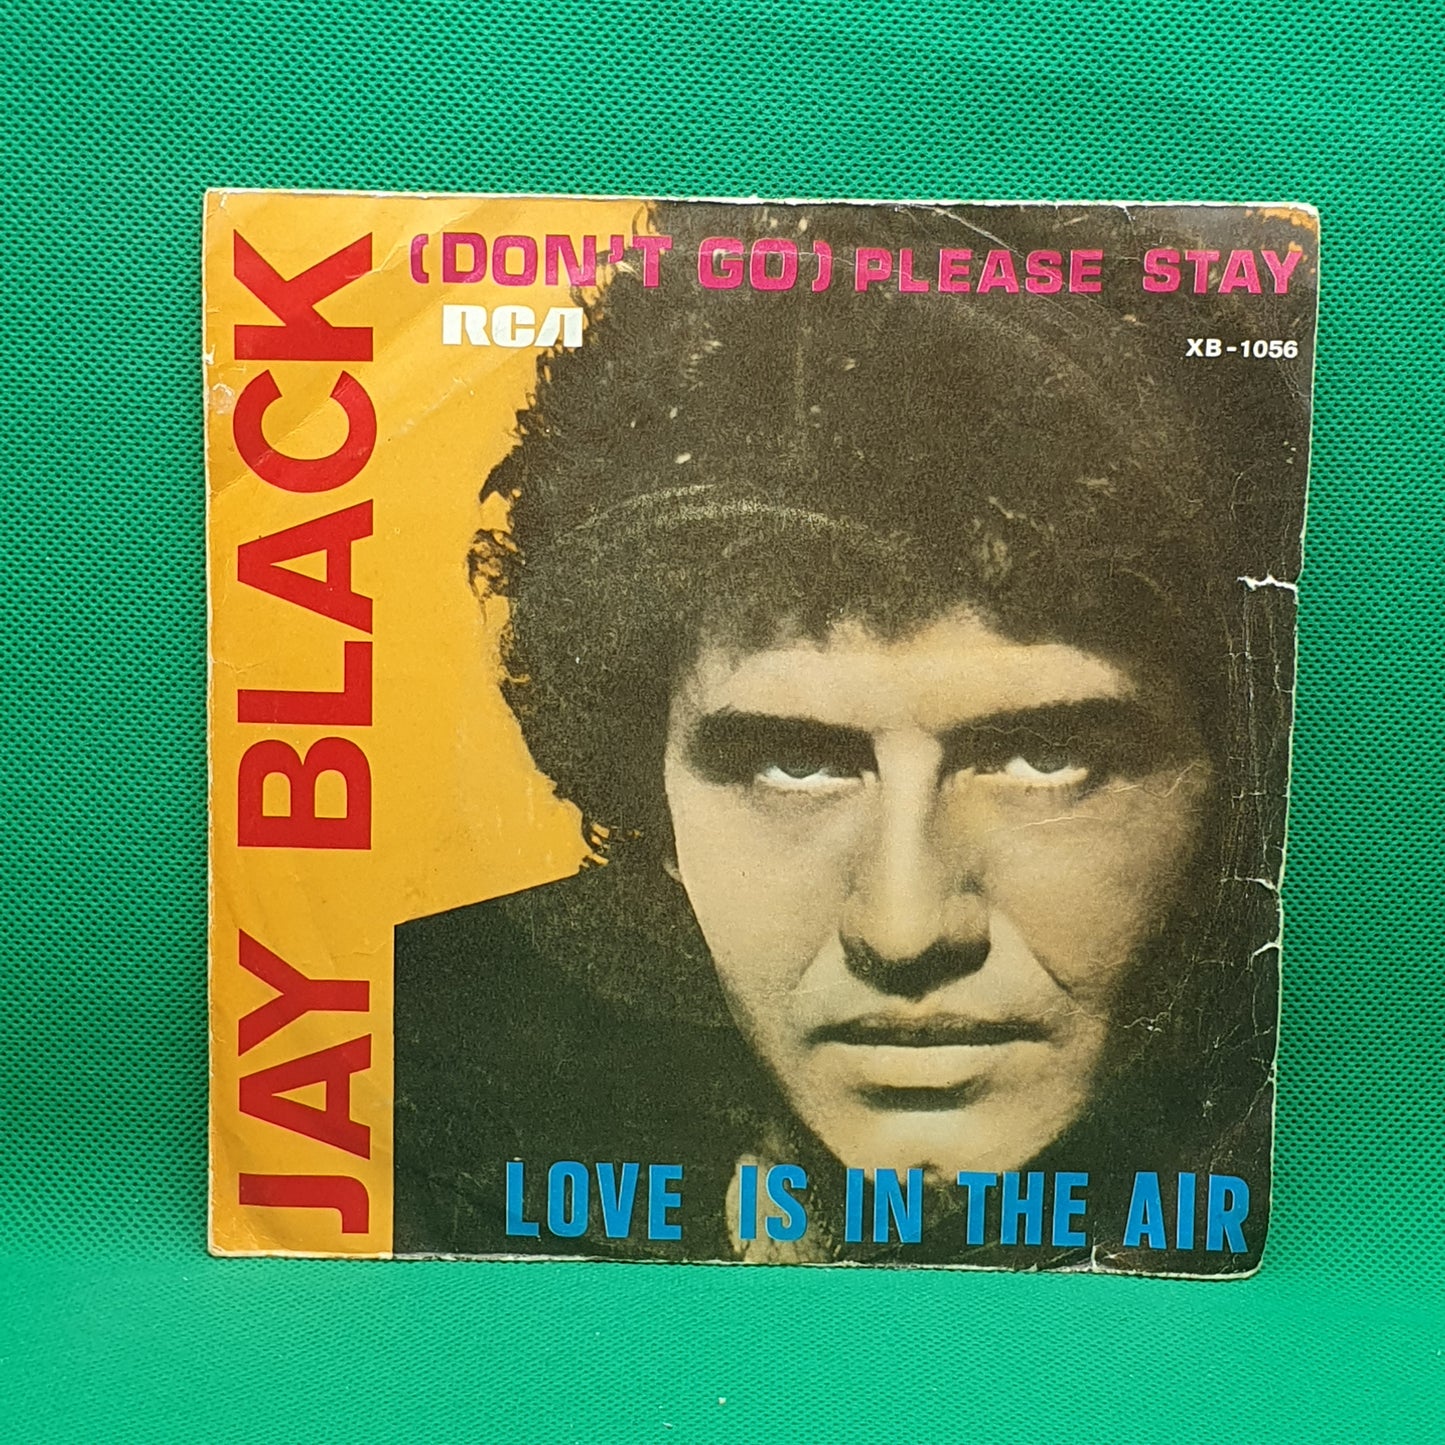 JAY BLACK
(DON'T GO) PLEASE STAY
RCA
XB-1056
LOVE IS IN THE AIR